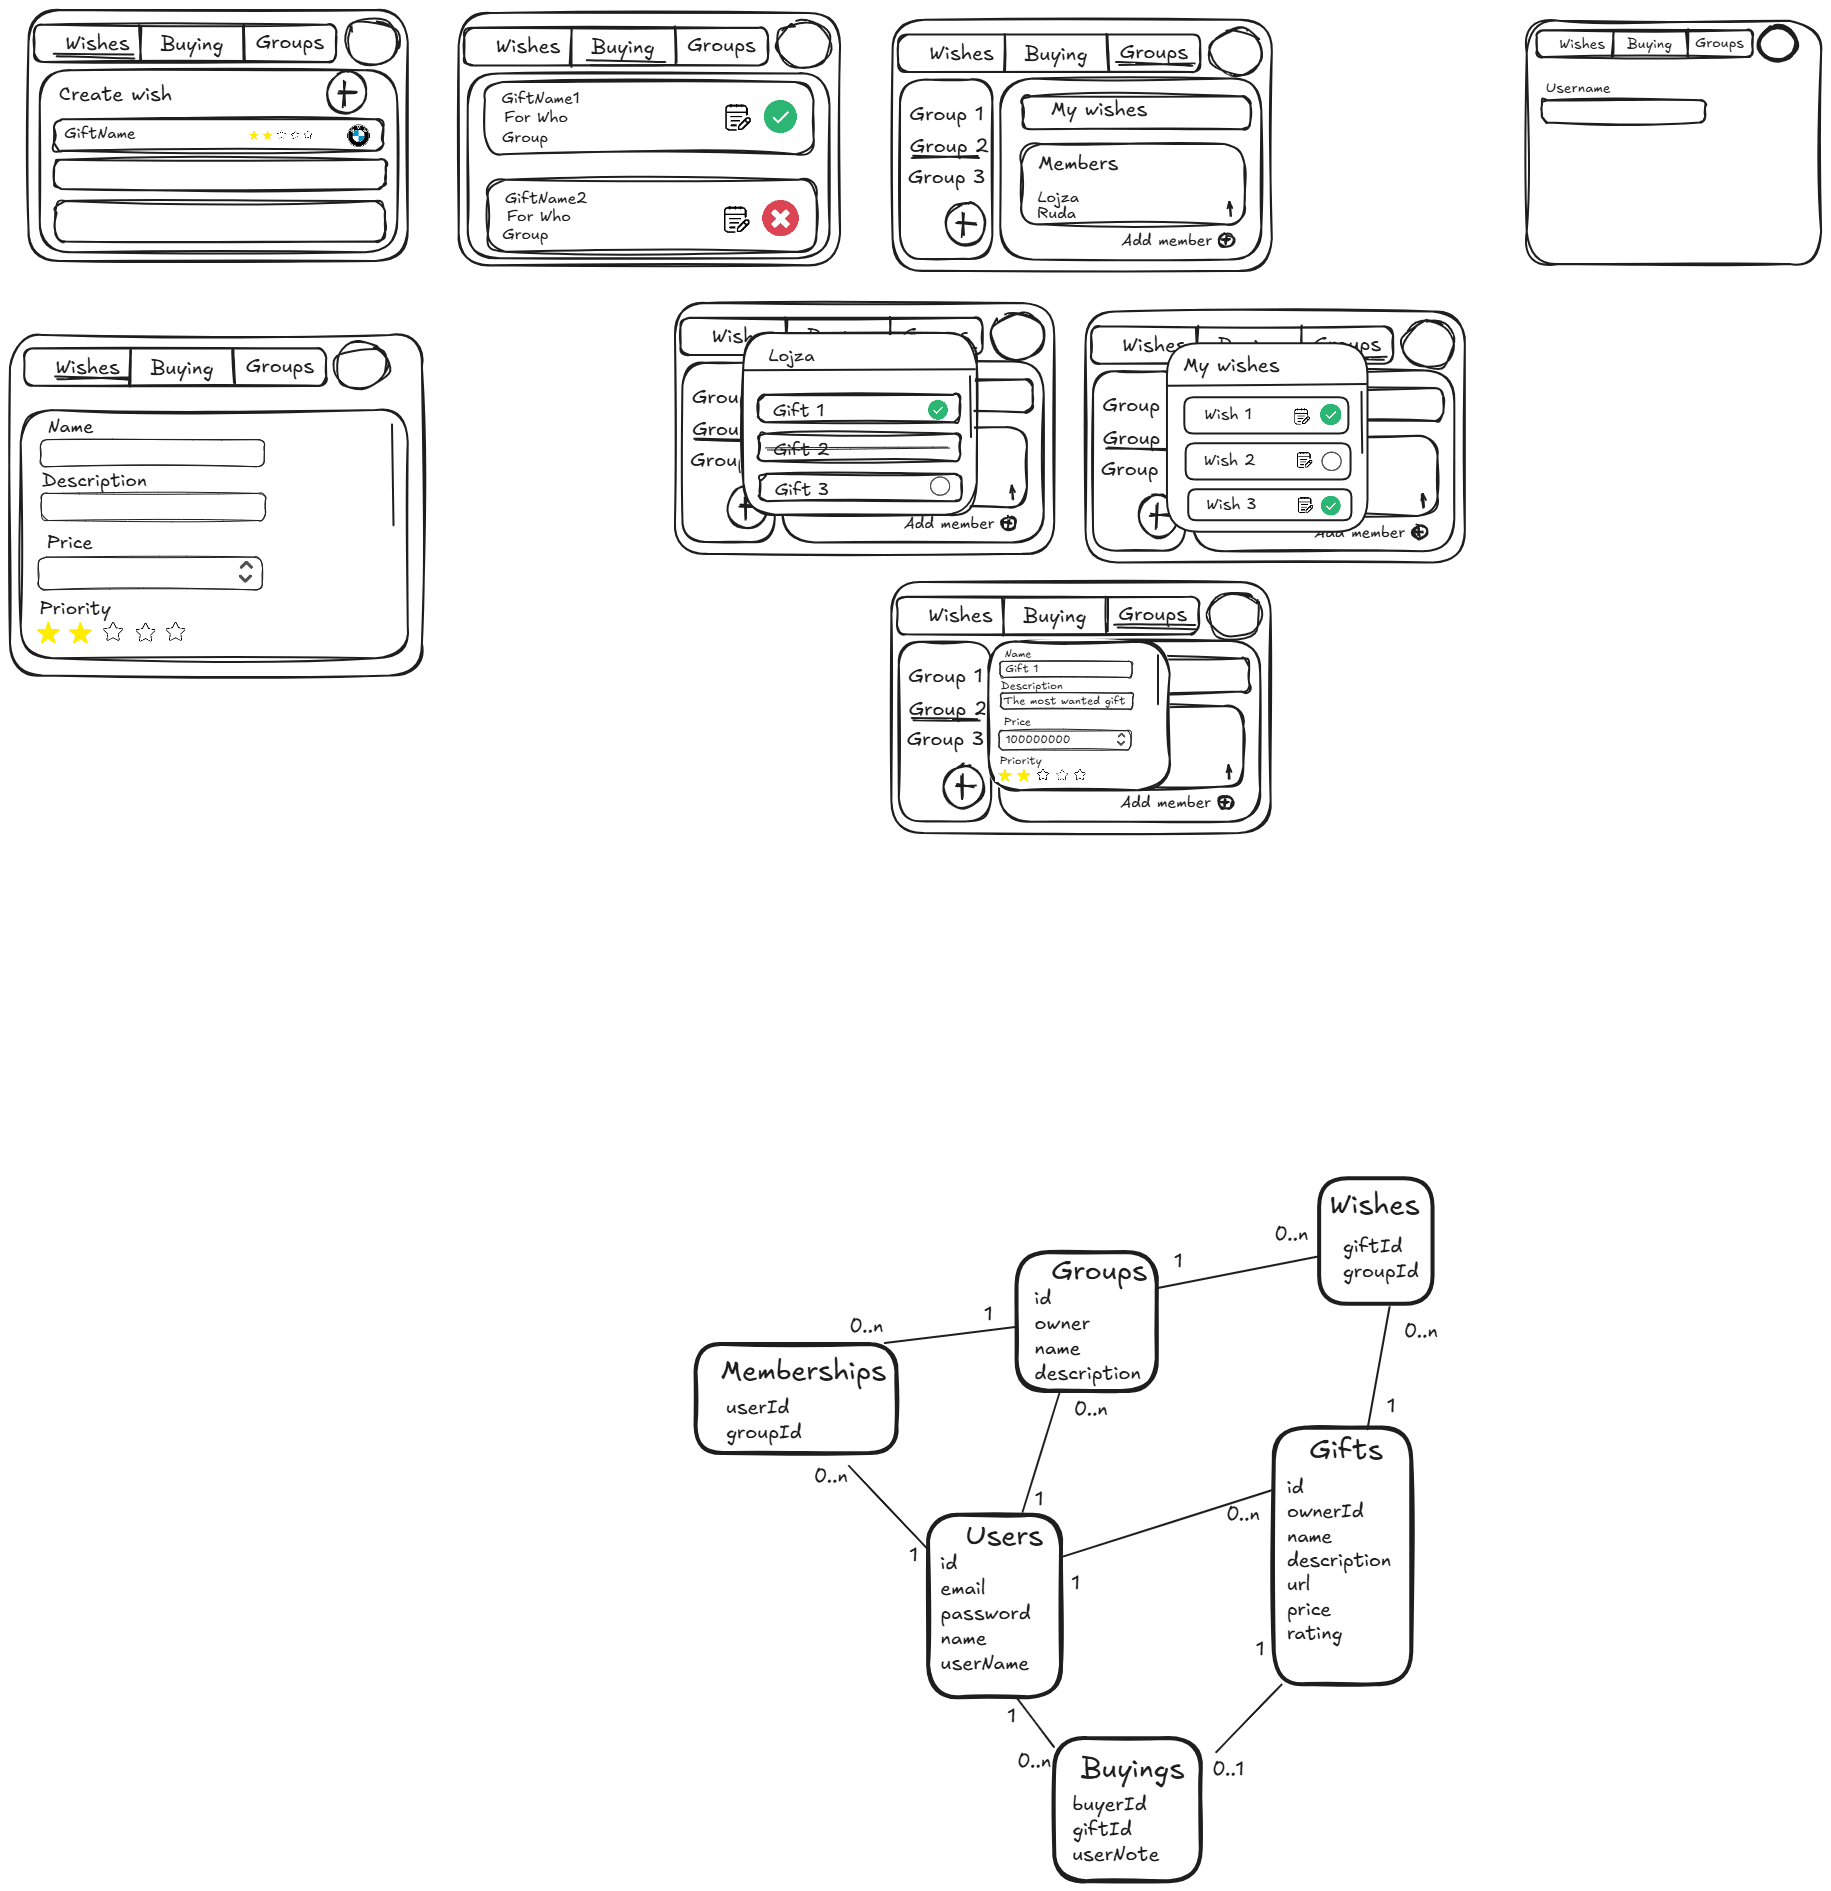 Wishes
Buying
Groups
Create wish
GiftName
Wishes
Buying
Groups
GiftName1
For Who
Group
GiftName2
For Who
Group
Wishes
Buying
Groups
Group 1
Group 2
Group 3
My wishes
Members
Lojza
Ruda
Add member
Wishes
Buying
Groups
Username
Wishes
Buying
Groups
Name
Description
Price
Priority
Wish
Lojza
Grou
Grou
Grou
Gift 1
Gift 2
Gift 3
Add member
Wishes
Groups
My wishes
Group
Group
Group
Wish 1
Wish 2
Wish 3
Add member
Wishes
Buying
Groups
Group 1
Group 2
Group 3
Name
Gift 1
Description
The most wanted gift
Price
100000000
Priority
Add member
Wishes
giftId
groupId
0..n
1
0..n
1
Groups
id
owner
name
description
1
0..n
0..n
1
Memberships
userId
groupId
0..n
1
Gifts
id
ownerId
name
description
url
price
rating
0..n
1
1
0..1
Users
id
email
password
name
userName
1
0..n
Buyings
buyerId
giftId
userNote